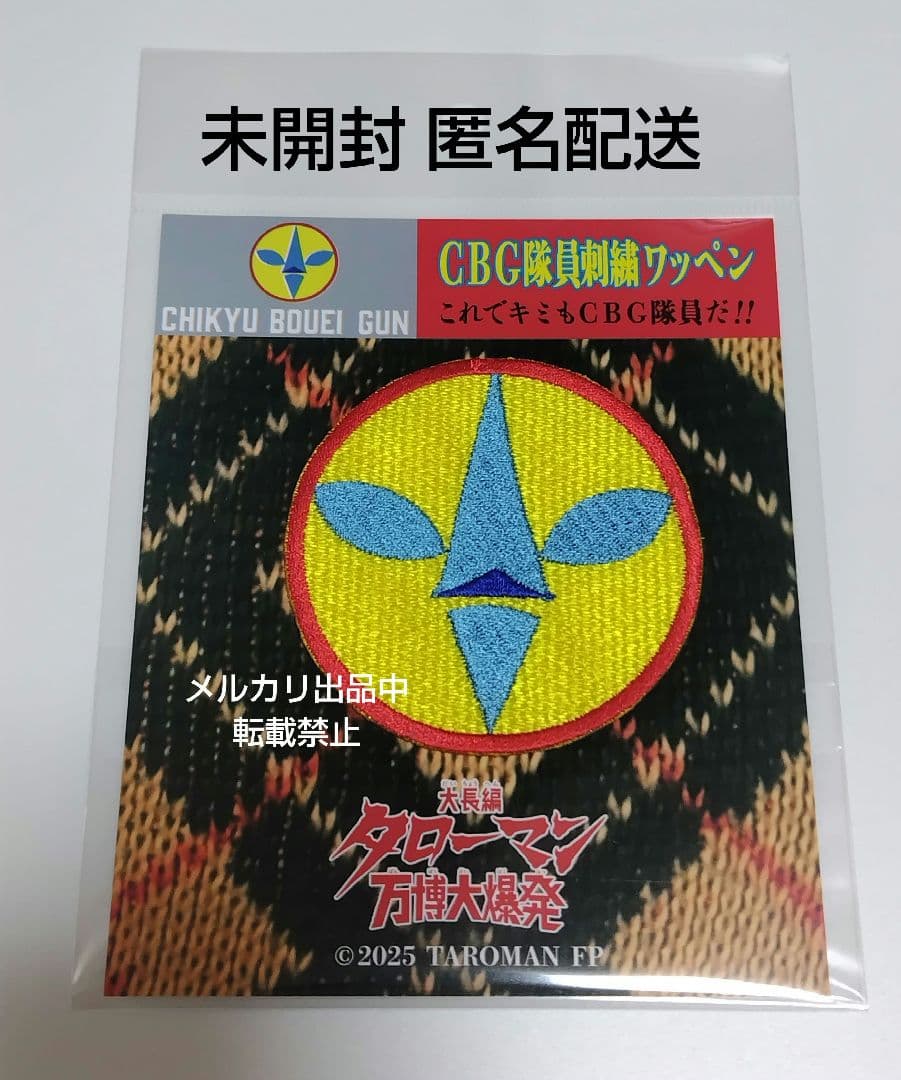 未開封 匿名配送
CHIKYU BOUEI GUN
CBG隊員刺繍ワッペン
これでキミもCBG隊員だ!!
メルカリ出品中
転載禁止
大長編
タローマン
万博大爆発
©2025 TAROMAN FP